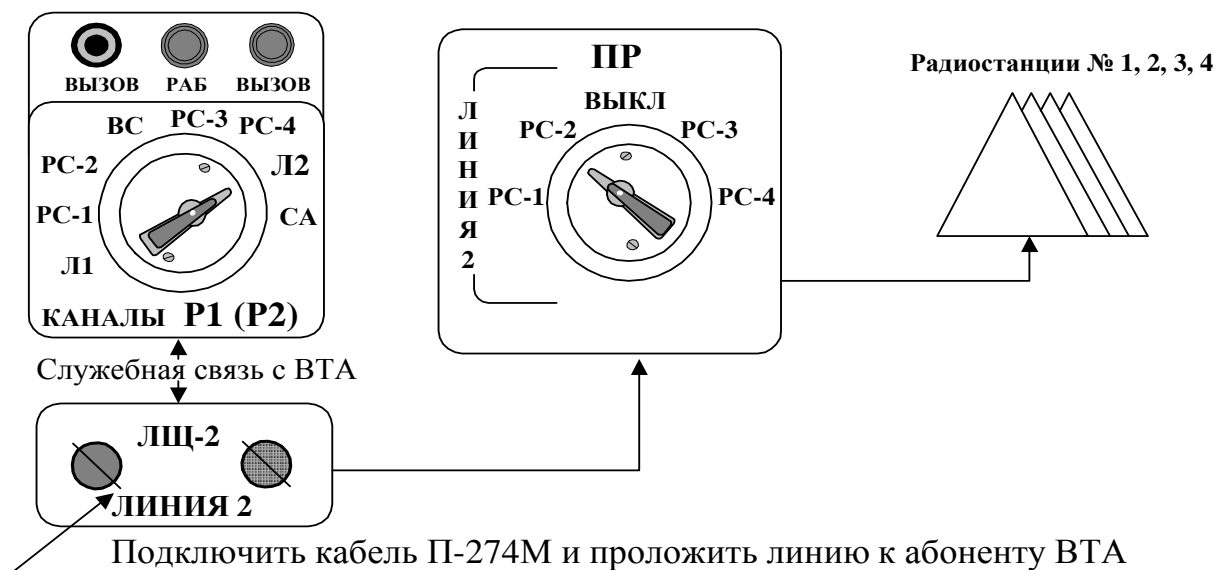 ВЫЗОВ РАБ ВЫЗОВ
ВС РС-3 РС-4
РС-2 Л2
РС-1 СА
Л1
КАНАЛЫ Р1 (Р2)
Служебная связь с ВТА
ЛЩ-2
ЛИНИЯ 2
ПР
ЛИНИЯ 2
ВЫКЛ
РС-2 РС-3
РС-1 РС-4
Радиостанции № 1, 2, 3, 4
Подключить кабель П-274М и проложить линию к абоненту ВТА